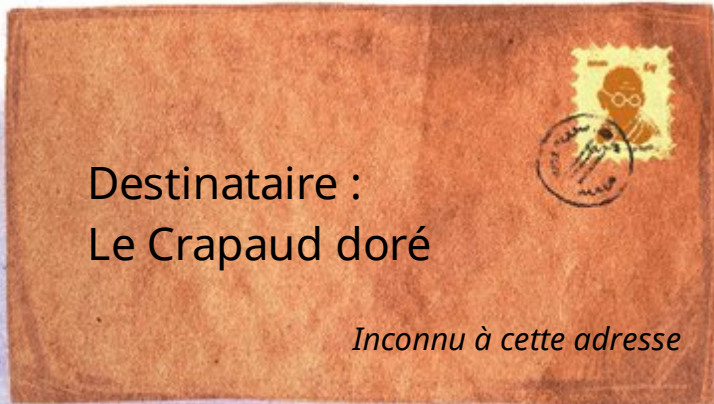 Destinataire :
Le Crapaud doré
Inconnu à cette adresse